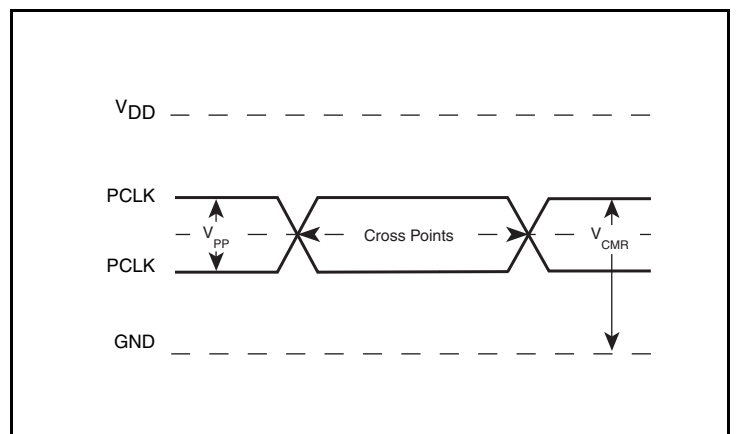 VDD
PCLK
VPP
Cross Points
VCMR
PCLK
GND